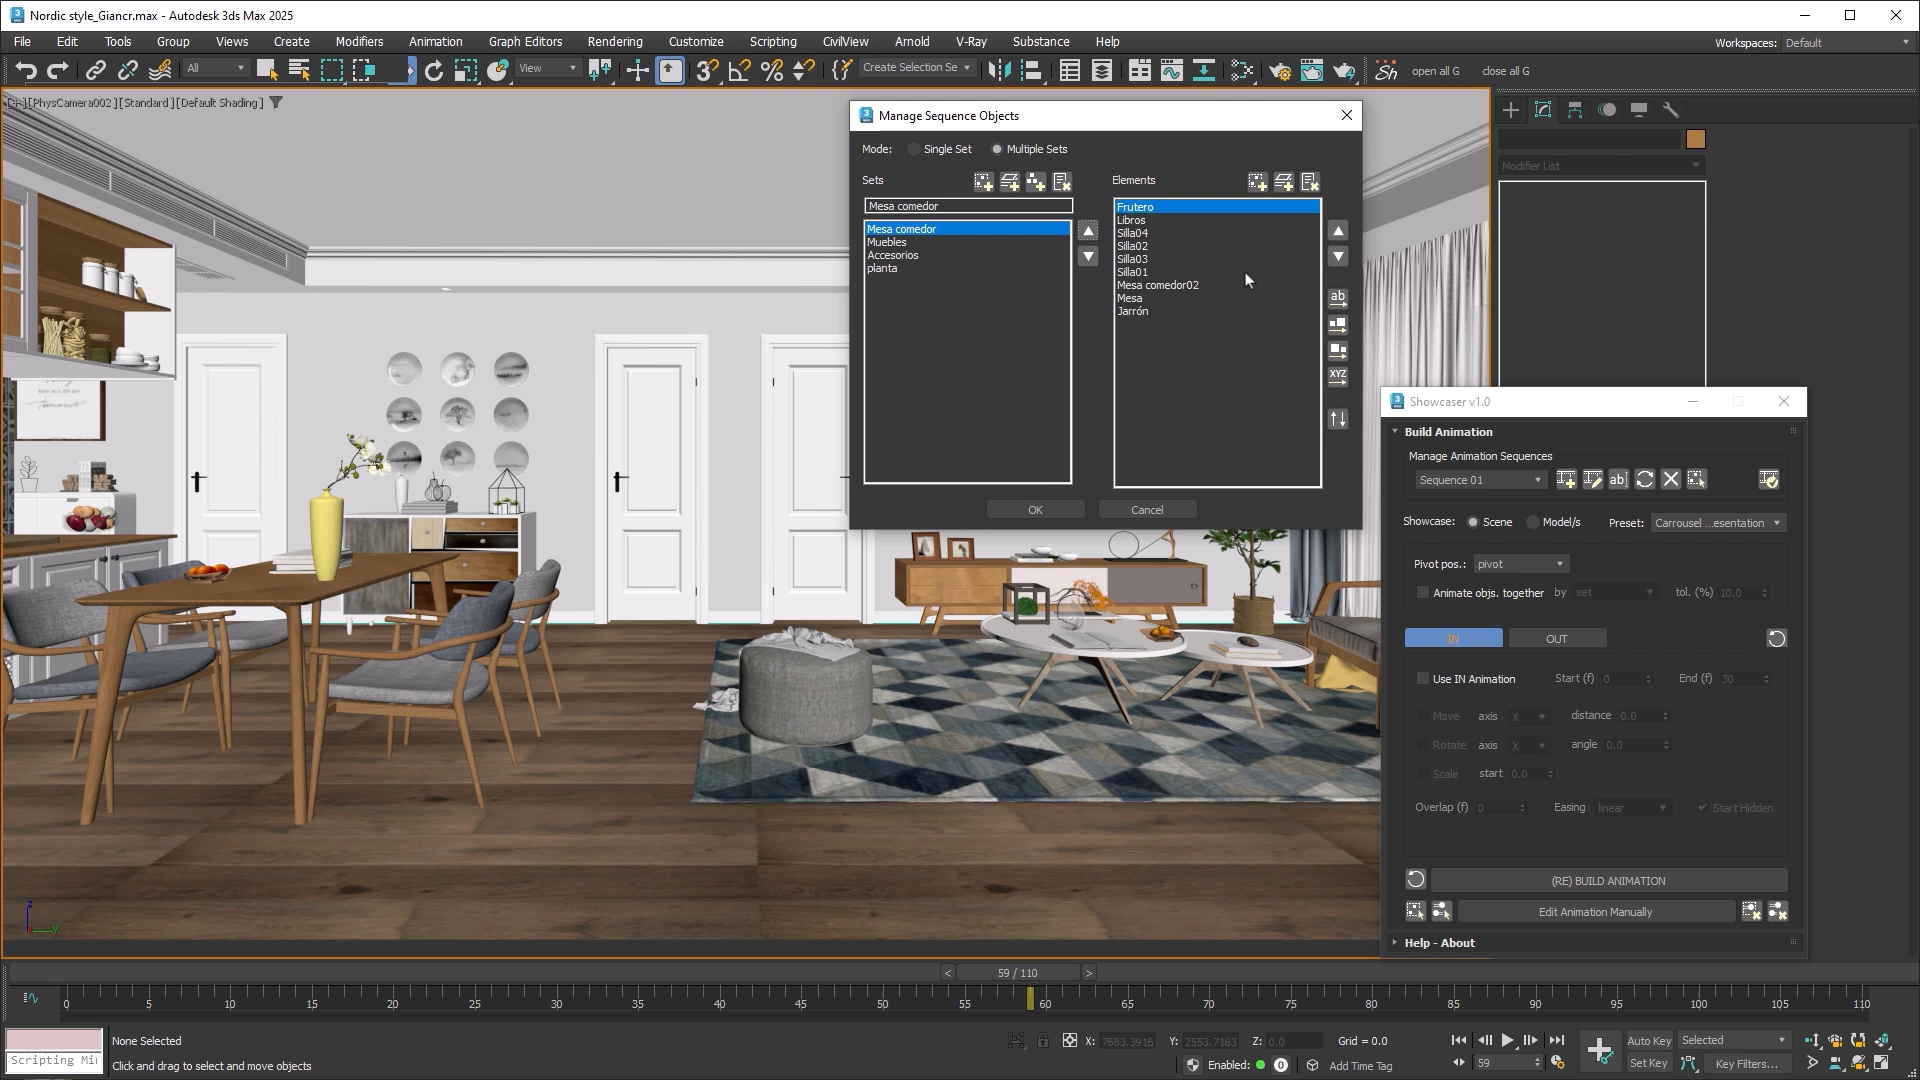 Nordic style_Giancr.max - Autodesk 3ds Max 2025
File Edit Tools Group Views Create Modifiers Animation Graph Editors Rendering Customize Scripting CivilView Arnold V-Ray Substance Help
Workspaces: Default
All
View
Create Selection Se
open all G
close all G
[+] [PhysCamera002] [Standard] [Default Shading]
Modifier List
Manage Sequence Objects
Mode: Single Set Multiple Sets
Sets
Elements
Mesa comedor
Mesa comedor
Muebles
Accesorios
planta
Frutero
Libros
Silla04
Silla02
Silla03
Silla01
Mesa comedor02
Mesa
Jarrón
ab
XYZ
OK
Cancel
Showcaser v1.0
Build Animation
Manage Animation Sequences
Sequence 01
ab
Showcase: Scene Model/s Preset: Carrousel ...esentation
Pivot pos.: pivot
Animate objs. together by set tol. (%) 10.0
IN
OUT
Use IN Animation Start (f) 0 End (f) 30
Move axis X distance 0.0
Rotate axis X angle 0.0
Scale start 0.0
Overlap (f) 0 Easing linear Start Hidden
(RE) BUILD ANIMATION
Edit Animation Manually
Help - About
< 59 / 110 >
0 5 10 15 20 25 30 35 40 45 50 55 60 65 70 75 80 85 90 95 100 105 110
None Selected
Scripting Mi
Click and drag to select and move objects
X: 7683.3916 Y: 2553.7163 Z: 0.0 Grid = 0.0
Enabled: 0 Add Time Tag
59
Auto Key Selected
Set Key Key Filters...
z
y